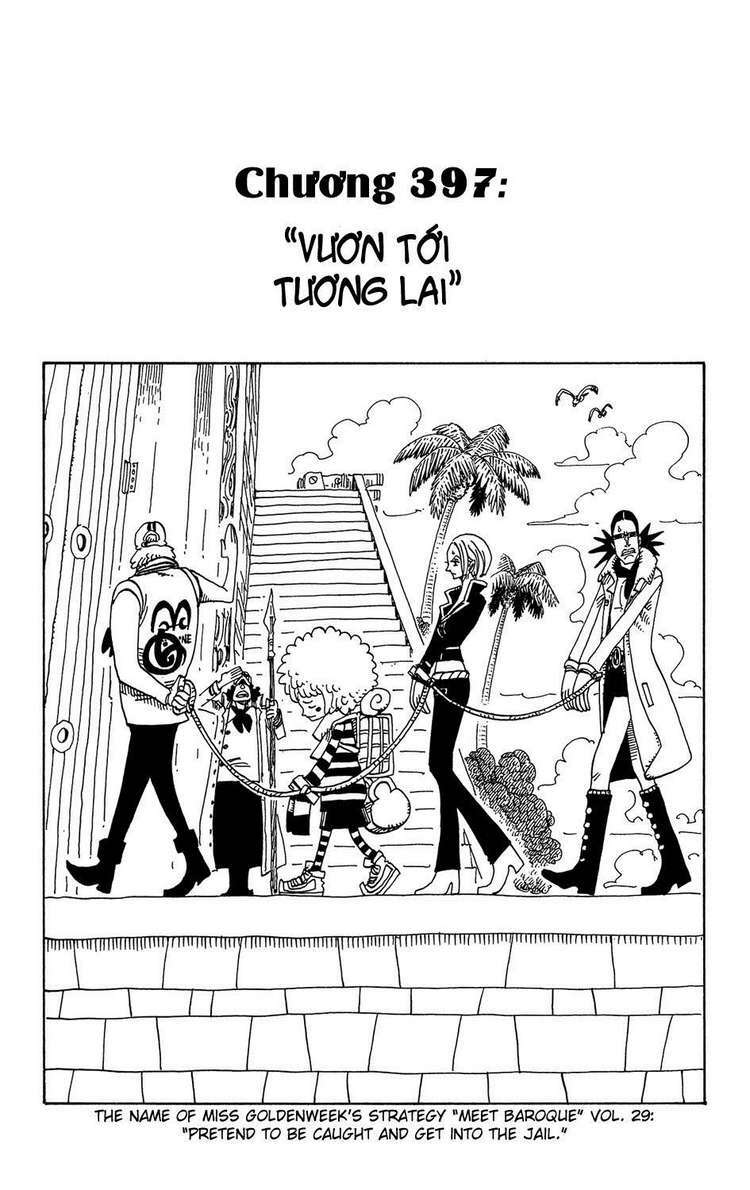 Chương 397:
“VƯƠN TỚI
TƯƠNG LAI”
NE
THE NAME OF MISS GOLDENWEEK'S STRATEGY “MEET BAROQUE” VOL. 29:
“PRETEND TO BE CAUGHT AND GET INTO THE JAIL.”